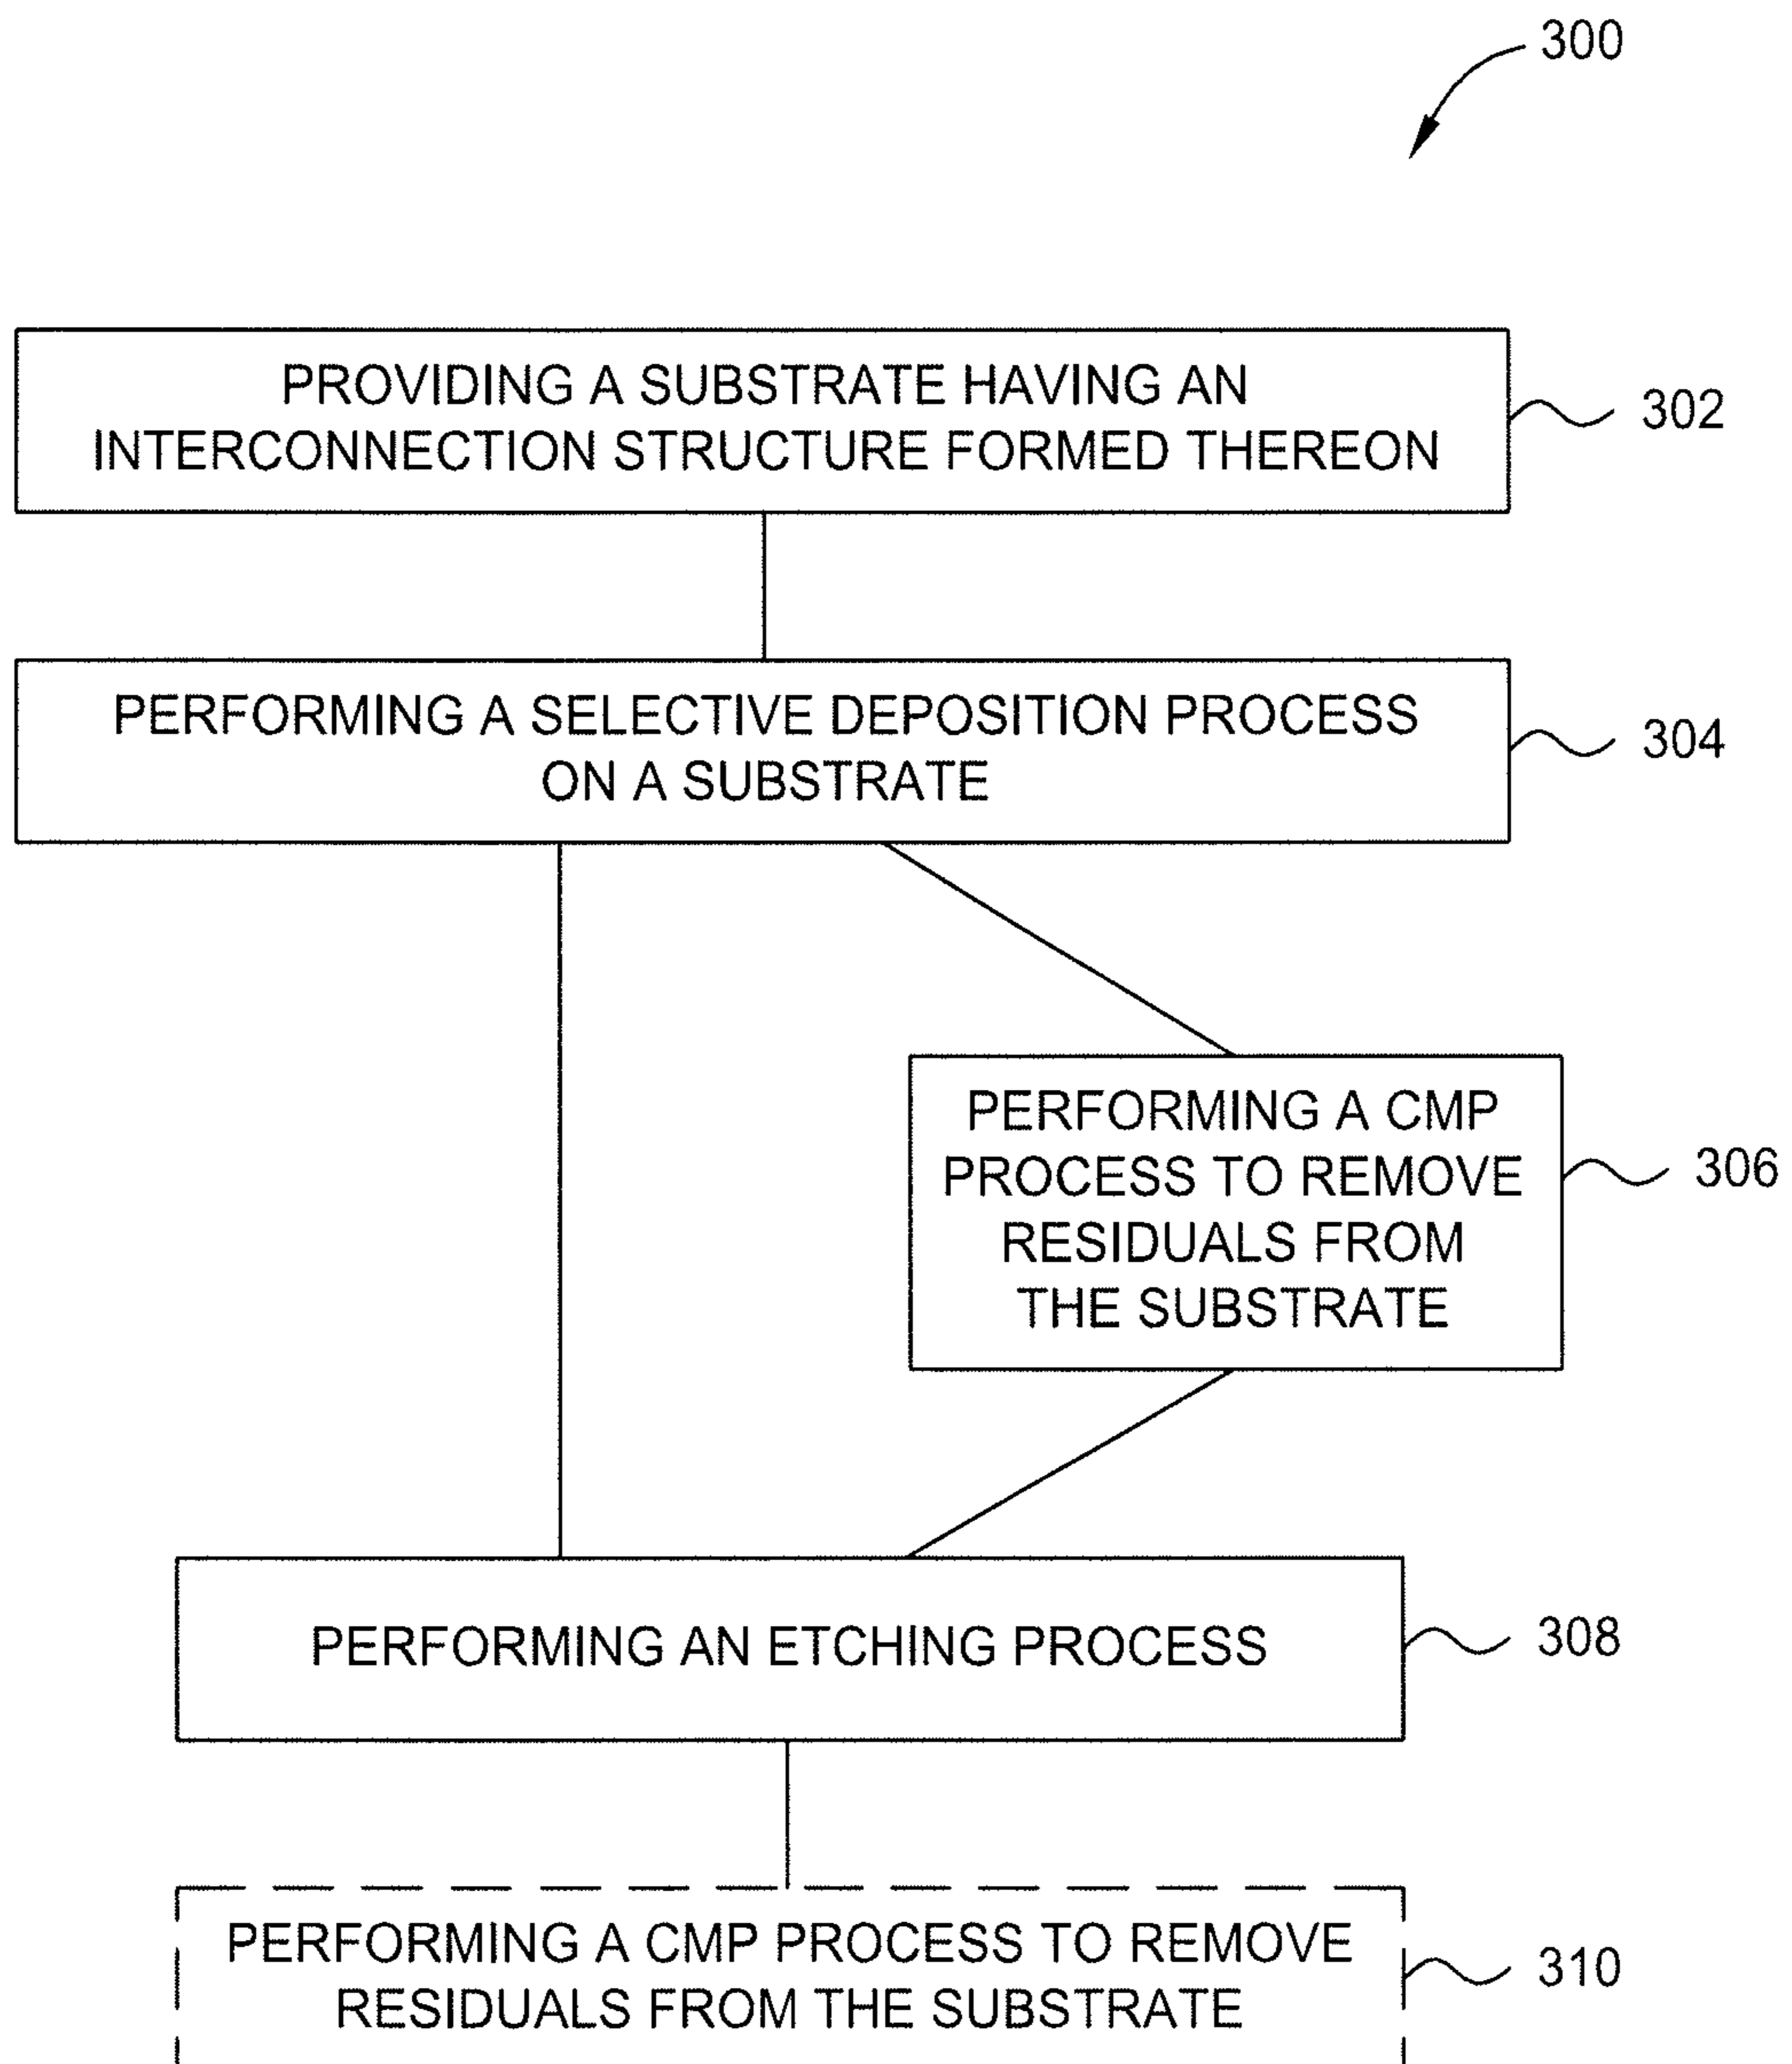 300
PROVIDING A SUBSTRATE HAVING AN
INTERCONNECTION STRUCTURE FORMED THEREON
302
PERFORMING A SELECTIVE DEPOSITION PROCESS
ON A SUBSTRATE
304
PERFORMING A CMP
PROCESS TO REMOVE
RESIDUALS FROM
THE SUBSTRATE
306
PERFORMING AN ETCHING PROCESS
308
PERFORMING A CMP PROCESS TO REMOVE
RESIDUALS FROM THE SUBSTRATE
310